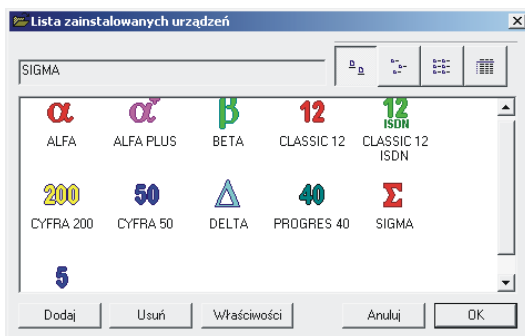 Lista zainstalowanych urządzeń
SIGMA
α α β 12 12 ISDN
ALFA ALFA PLUS BETA CLASSIC 12 CLASSIC 12 ISDN
200 50 Δ 40 Σ
CYFRA 200 CYFRA 50 DELTA PROGRES 40 SIGMA
5
Dodaj Usuń Właściwości Anuluj OK